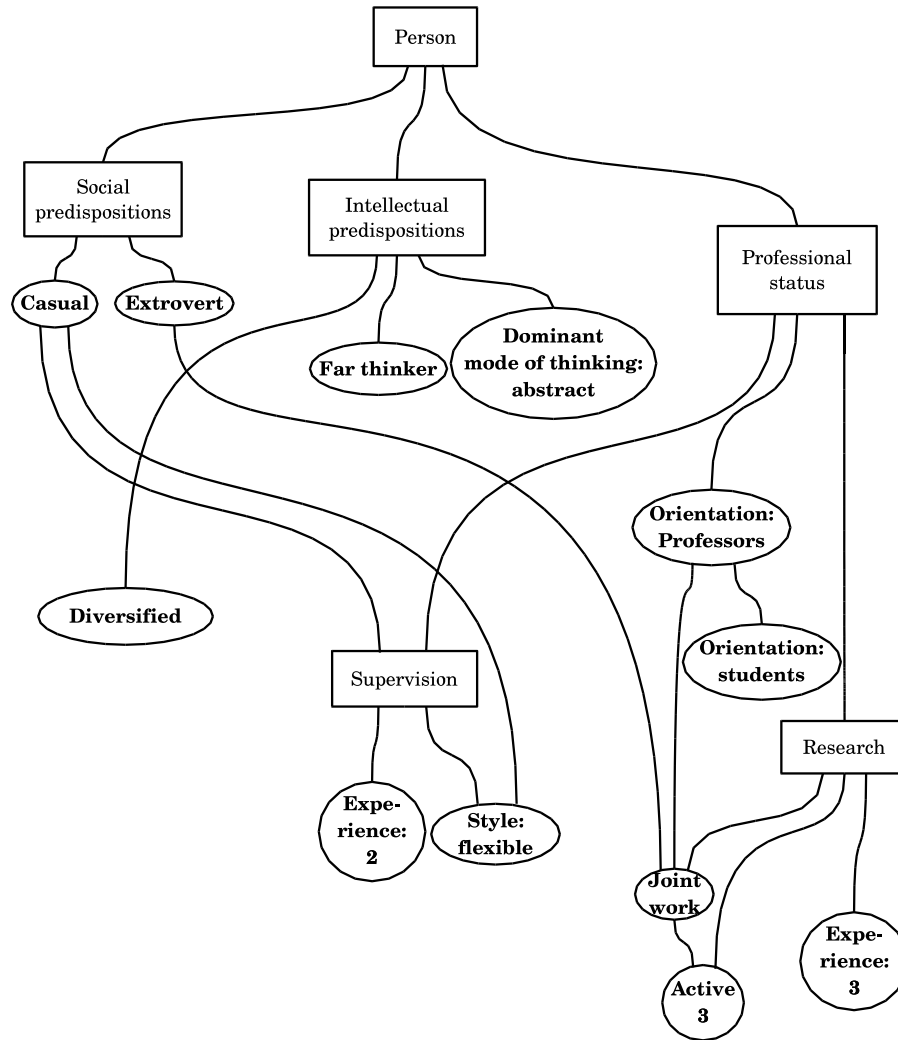 Person
Social
predispositions
Intellectual
predispositions
Professional
status
Casual
Extrovert
Dominant
mode of thinking:
abstract
Far thinker
Orientation:
Professors
Diversified
Orientation:
students
Supervision
Research
Expe-
rience:
2
Style:
flexible
Joint
work
Expe-
rience:
3
Active
3